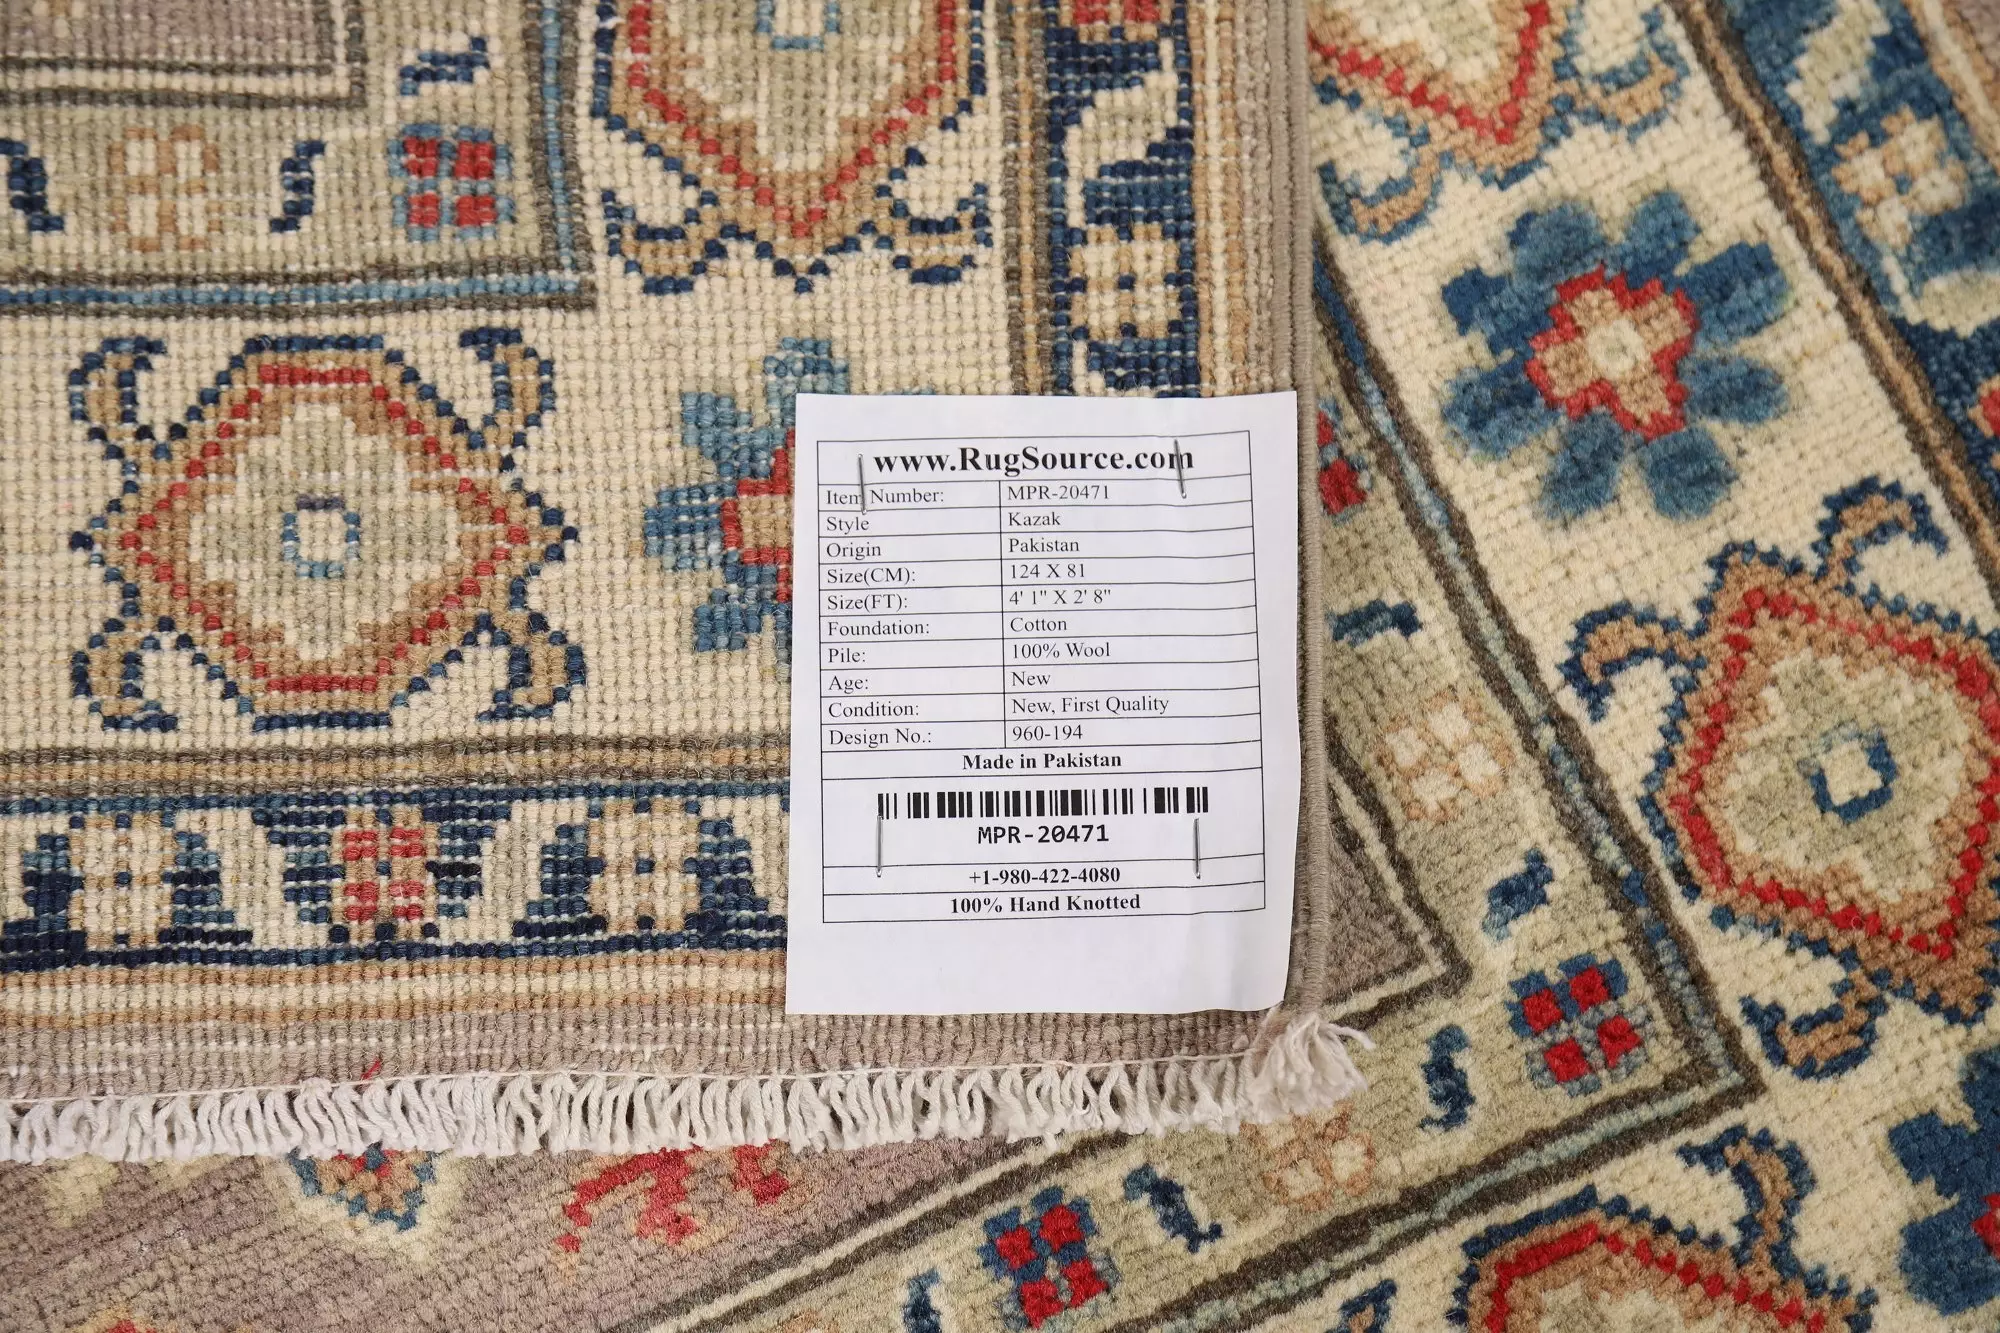 www.RugSource.com
Item Number: MPR-20471
Style Kazak
Origin Pakistan
Size(CM): 124 X 81
Size(FT): 4' 1" X 2' 8"
Foundation: Cotton
Pile: 100% Wool
Age: New
Condition: New, First Quality
Design No.: 960-194
Made in Pakistan
MPR-20471
+1-980-422-4080
100% Hand Knotted